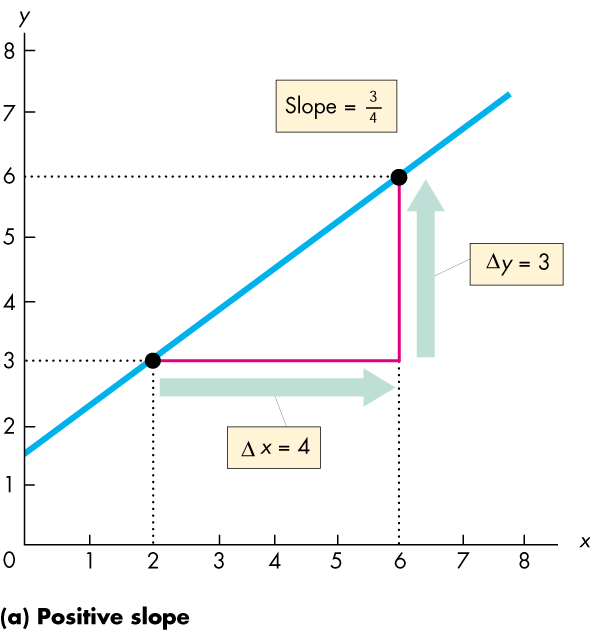 y
8
7
Slope = 3/4
6
5
Δy = 3
4
3
2
Δ x = 4
1
0 1 2 3 4 5 6 7 8
x
(a) Positive slope